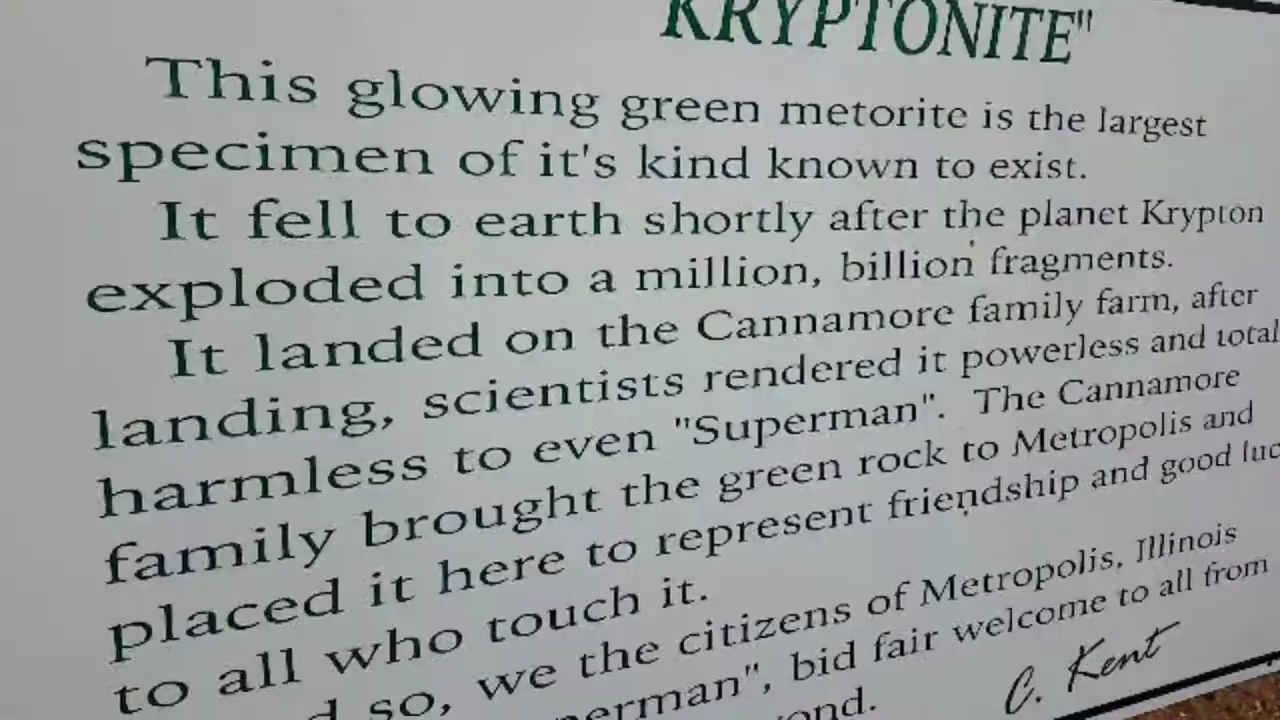 KRYPTONITE"
This glowing green metorite is the largest
specimen of it's kind known to exist.
It fell to earth shortly after the planet Krypton
exploded into a million, billion fragments.
It landed on the Cannamore family farm, after
landing, scientists rendered it powerless and total
harmless to even "Superman". The Cannamore
family brought the green rock to Metropolis and
placed it here to represent friendship and good luc
to all who touch it.
d so, we the citizens of Metropolis, Illinois
perman", bid fair welcome to all from
ond.
C. Kent